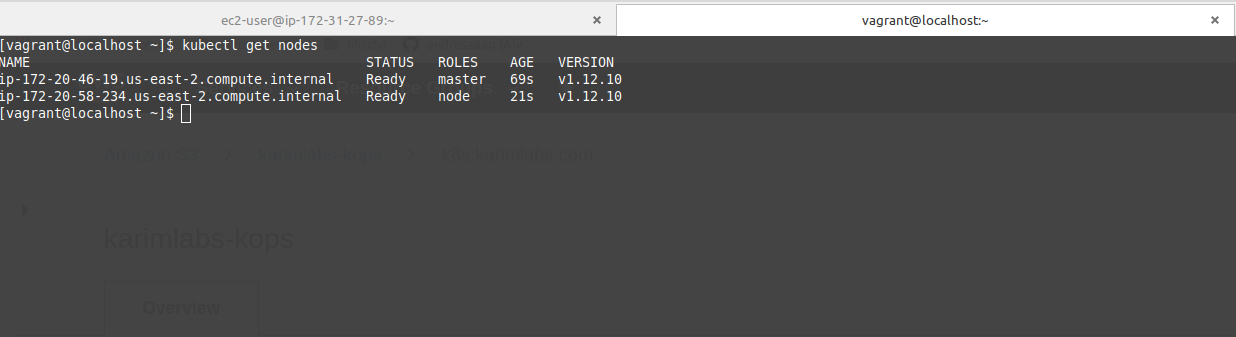 ec2-user@ip-172-31-27-89:~ × vagrant@localhost:~ ×
[vagrant@localhost ~]$ kubectl get nodes
NAME STATUS ROLES AGE VERSION
ip-172-20-46-19.us-east-2.compute.internal Ready master 69s v1.12.10
ip-172-20-58-234.us-east-2.compute.internal Ready node 21s v1.12.10
[vagrant@localhost ~]$
Amazon S3 karimlabs-kops k8s.karimlabs.com
karimlabs-kops
Overview